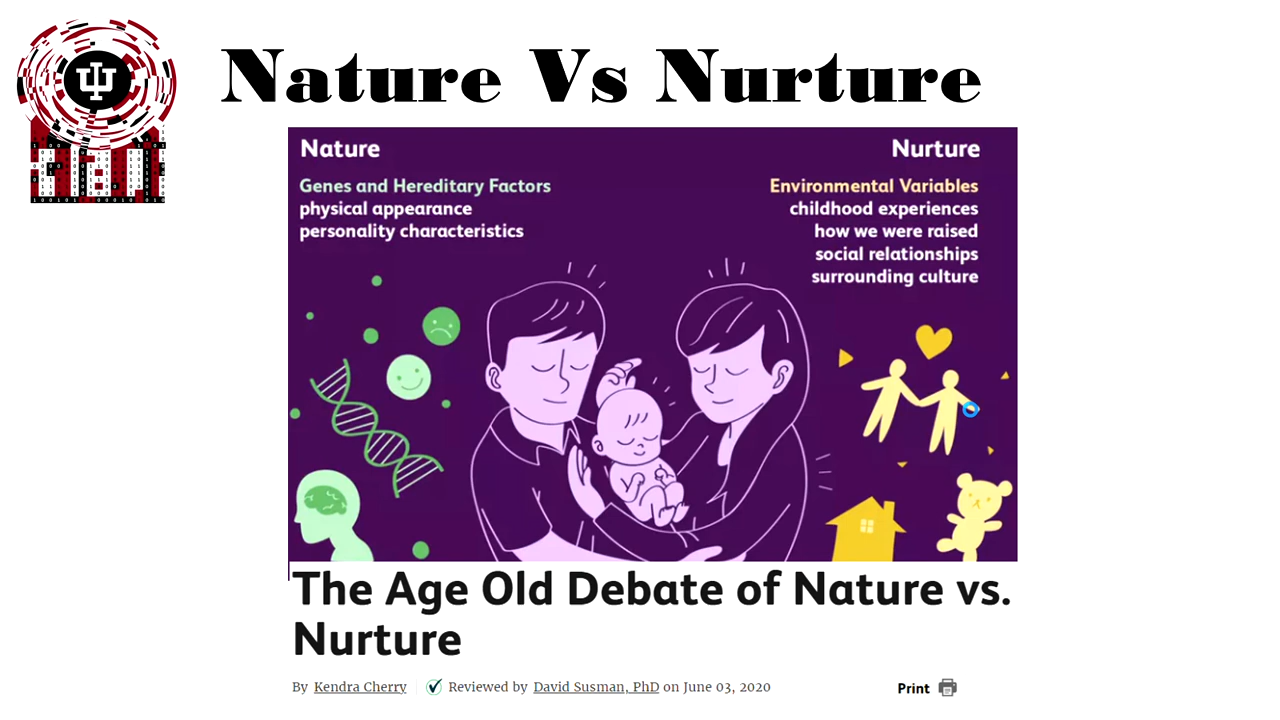 Nature Vs Nurture
Nature
Genes and Hereditary Factors
physical appearance
personality characteristics
Nurture
Environmental Variables
childhood experiences
how we were raised
social relationships
surrounding culture
The Age Old Debate of Nature vs.
Nurture
By Kendra Cherry Reviewed by David Susman, PhD on June 03, 2020
Print